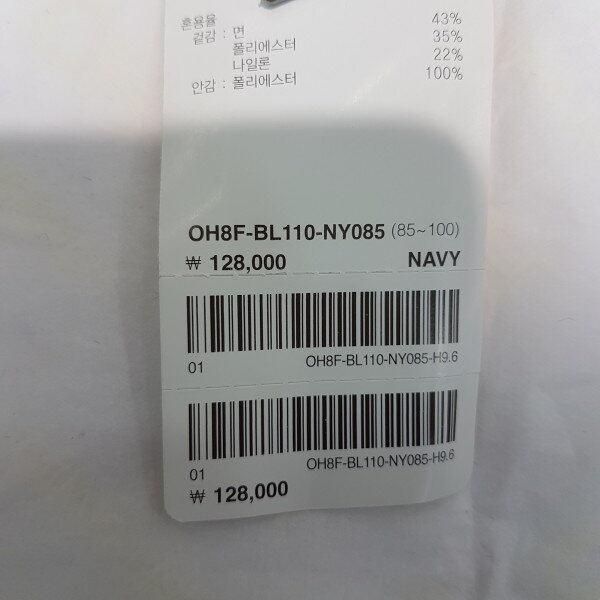 혼용율
겉감 : 면 43%
폴리에스터 35%
나일론 22%
안감 : 폴리에스터 100%
OH8F-BL110-NY085 (85~100)
₩ 128,000 NAVY
01 OH8F-BL110-NY085-H9.6
01 OH8F-BL110-NY085-H9.6
₩ 128,000